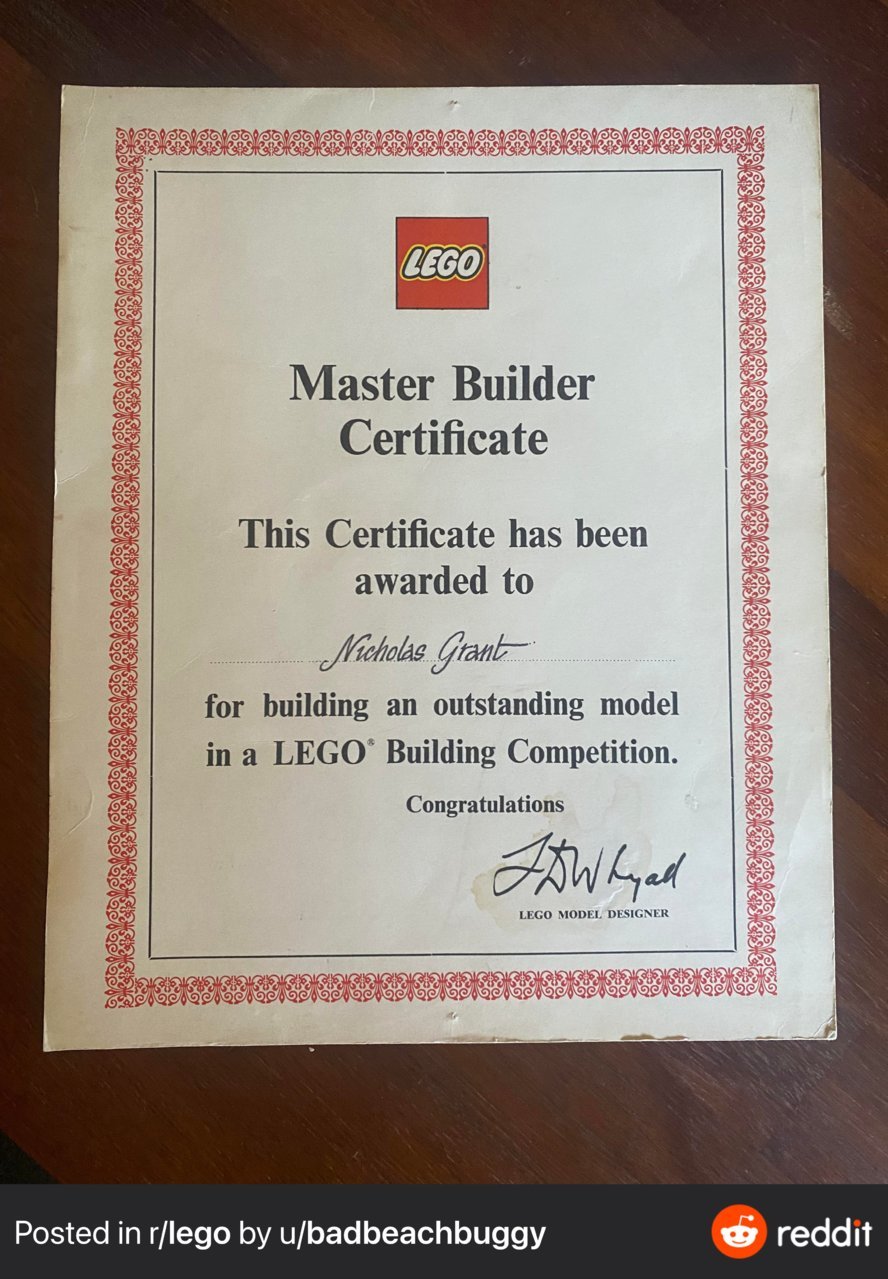 LEGO
Master Builder
Certificate
This Certificate has been
awarded to
Nicholas Grant
for building an outstanding model
in a LEGO® Building Competition.
Congratulations
LEGO MODEL DESIGNER
Posted in r/lego by u/badbeachbuggy
reddit